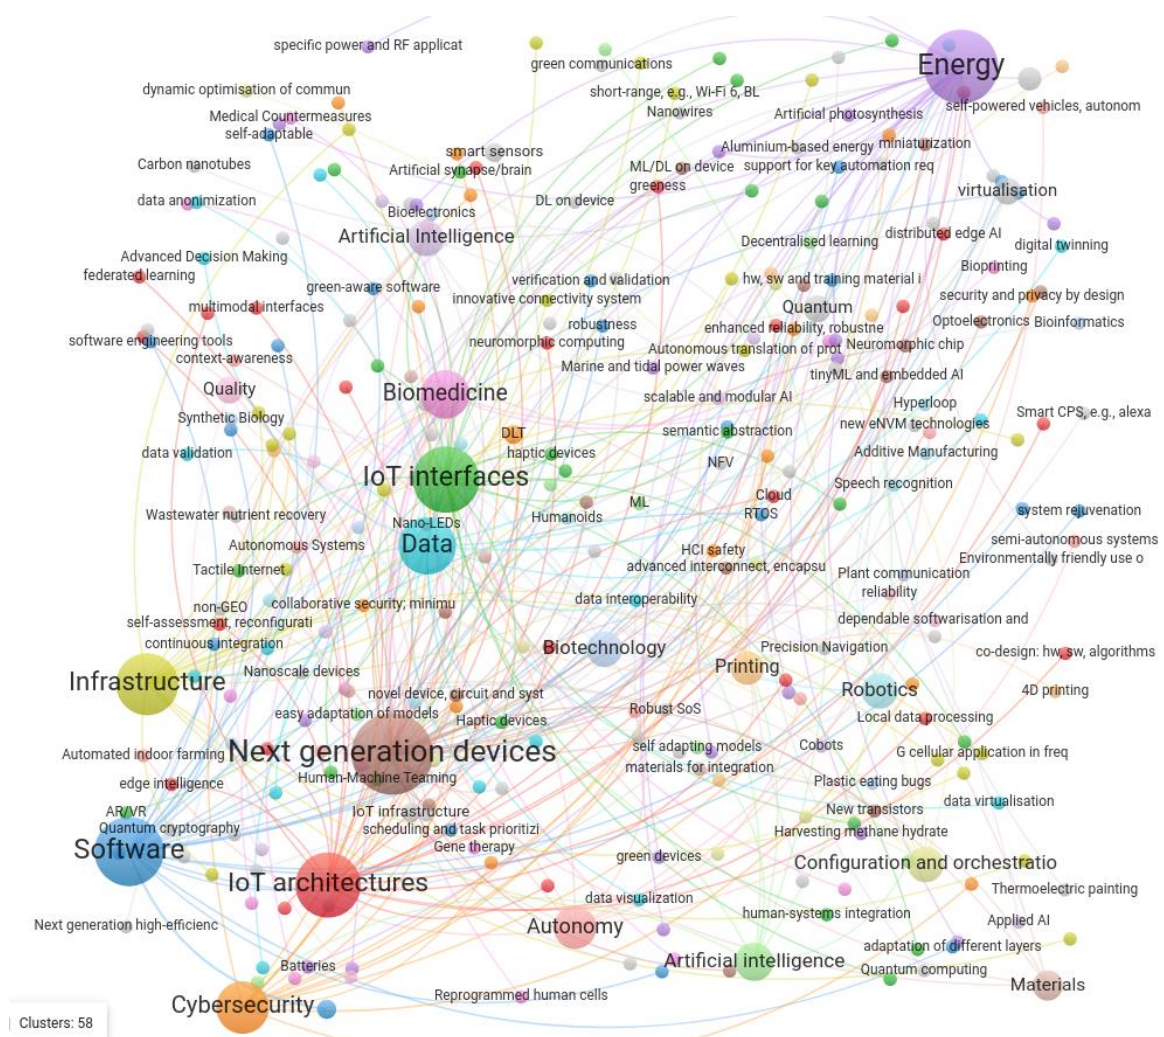 specific power and RF applicat
Energy
green communications
dynamic optimisation of commun
short-range, e.g., Wi-Fi 6, BL
self-powered vehicles, autonom
Medical Countermeasures
Nanowires
Artificial photosynthesis
self-adaptable
smart sensors
Aluminium-based energy
miniaturization
Carbon nanotubes
Artificial synapse/brain
ML/DL on device
support for key automation req
greeness
virtualisation
data anonimization
Bioelectronics
DL on device
Artificial Intelligence
Decentralised learning
distributed edge AI
digital twinning
Advanced Decision Making
Bioprinting
federated learning
green-aware software
verification and validation
hw, sw and training material i
innovative connectivity system
security and privacy by design
multimodal interfaces
Quantum
robustness
enhanced reliability, robustne
Optoelectronics
Bioinformatics
software engineering tools
neuromorphic computing
Autonomous translation of prot
Neuromorphic chip
context-awareness
Marine and tidal power waves
tinyML and embedded AI
Quality
Biomedicine
scalable and modular AI
Hyperloop
Synthetic Biology
Smart CPS, e.g., alexa
DLT
semantic abstraction
new eNVM technologies
data validation
haptic devices
NFV
Additive Manufacturing
IoT interfaces
Speech recognition
Cloud
ML
Wastewater nutrient recovery
Nano-LEDs
Humanoids
RTOS
system rejuvenation
Autonomous Systems
Data
HCI safety
semi-autonomous systems
Tactile Internet
advanced interconnect, encapsu
Environmentally friendly use o
Plant communication
non-GEO
collaborative security; minimu
data interoperability
reliability
self-assessment, reconfigurati
dependable softwarisation and
continuous integration
Biotechnology
Precision Navigation
co-design: hw, sw, algorithms
Infrastructure
Nanoscale devices
Printing
novel device, circuit and syst
Robotics
4D printing
easy adaptation of models
Haptic devices
Robust SoS
Local data processing
Automated indoor farming
Next generation devices
self adapting models
Cobots
G cellular application in freq
Human-Machine Teaming
materials for integration
edge intelligence
Plastic eating bugs
AR/VR
IoT infrastructure
New transistors
data virtualisation
Quantum cryptography
scheduling and task prioritizi
Harvesting methane hydrate
Software
Gene therapy
green devices
Configuration and orchestratio
IoT architectures
data visualization
Thermoelectric painting
Next generation high-efficienc
Autonomy
human-systems integration
Applied AI
adaptation of different layers
Batteries
Artificial intelligence
Quantum computing
Cybersecurity
Reprogrammed human cells
Materials
Clusters: 58